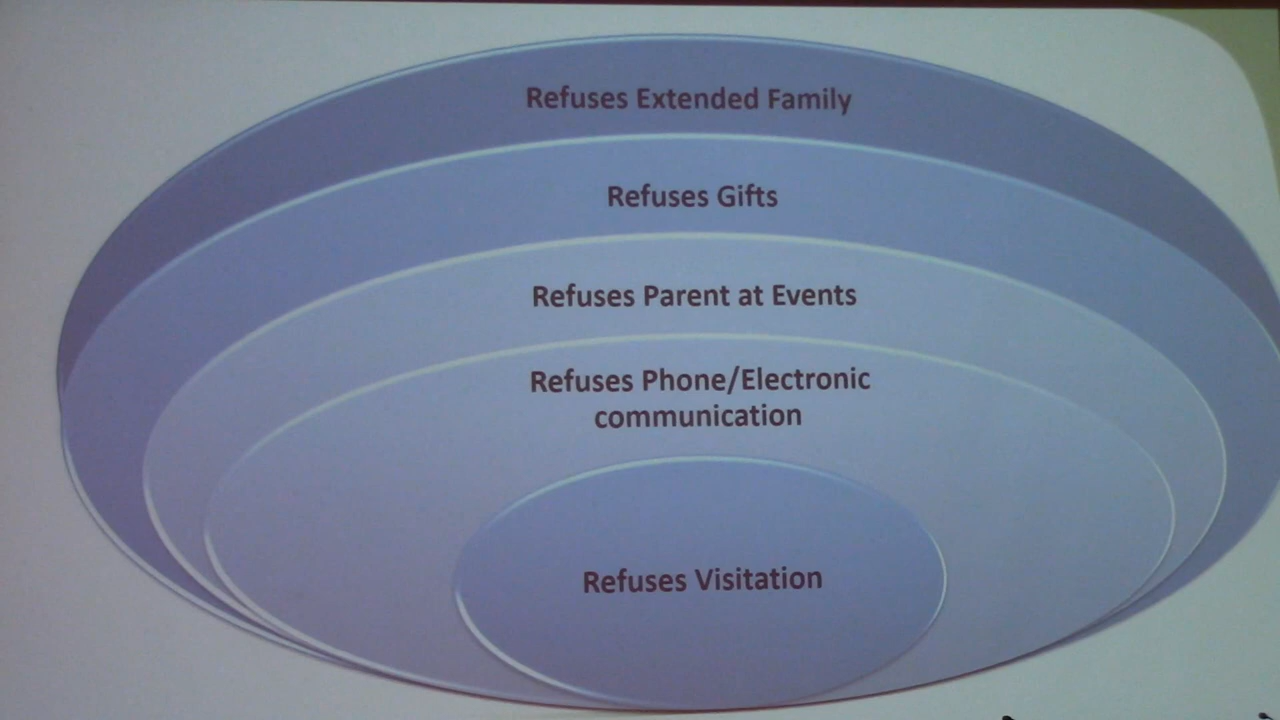 Refuses Extended Family
Refuses Gifts
Refuses Parent at Events
Refuses Phone/Electronic
communication
Refuses Visitation